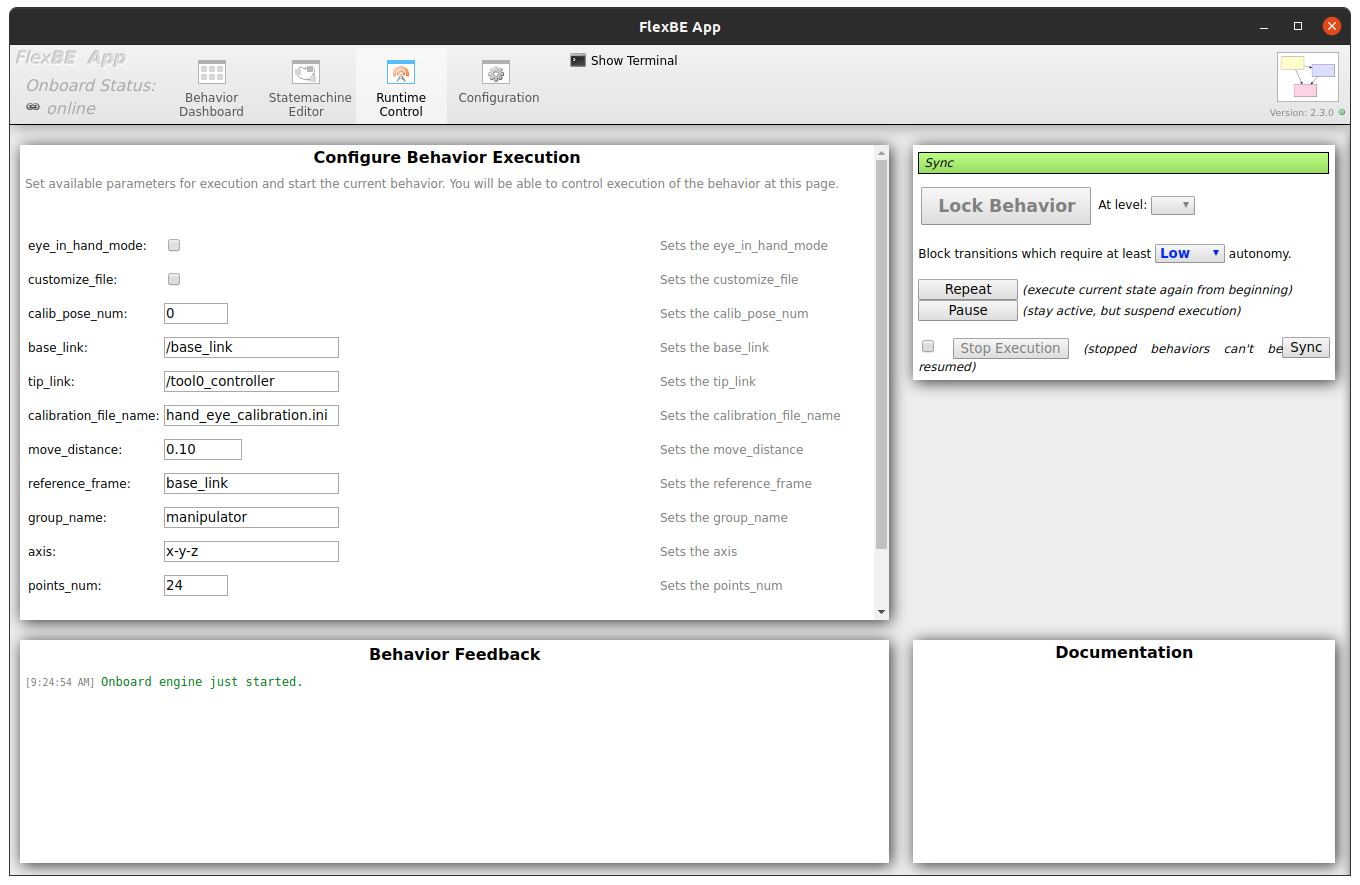 FlexBE App
FlexBE App
Onboard Status:
online
Behavior
Dashboard
Statemachine
Editor
Runtime
Control
Configuration
Show Terminal
Version: 2.3.0
Configure Behavior Execution
Set available parameters for execution and start the current behavior. You will be able to control execution of the behavior at this page.
eye_in_hand_mode: Sets the eye_in_hand_mode
customize_file: Sets the customize_file
calib_pose_num: 0 Sets the calib_pose_num
base_link: /base_link Sets the base_link
tip_link: /tool0_controller Sets the tip_link
calibration_file_name: hand_eye_calibration.ini Sets the calibration_file_name
move_distance: 0.10 Sets the move_distance
reference_frame: base_link Sets the reference_frame
group_name: manipulator Sets the group_name
axis: x-y-z Sets the axis
points_num: 24 Sets the points_num
Sync
Lock Behavior At level:
Block transitions which require at least Low autonomy.
Repeat (execute current state again from beginning)
Pause (stay active, but suspend execution)
Stop Execution (stopped behaviors can't be Sync
resumed)
Behavior Feedback
[9:24:54 AM] Onboard engine just started.
Documentation